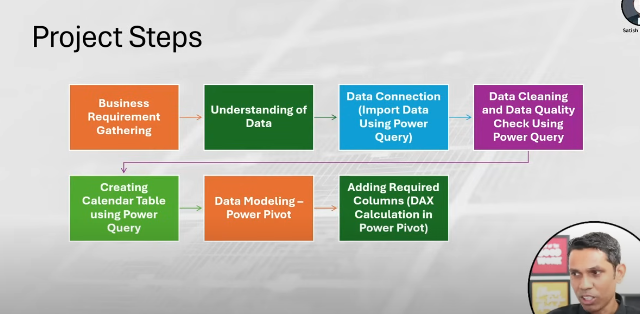 Project Steps
Satish
Business
Requirement
Gathering
Understanding of
Data
Data Connection
(Import Data
Using Power
Query)
Data Cleaning
and Data Quality
Check Using
Power Query
Creating
Calendar Table
using Power
Query
Data Modeling –
Power Pivot
Adding Required
Columns (DAX
Calculation in
Power Pivot)